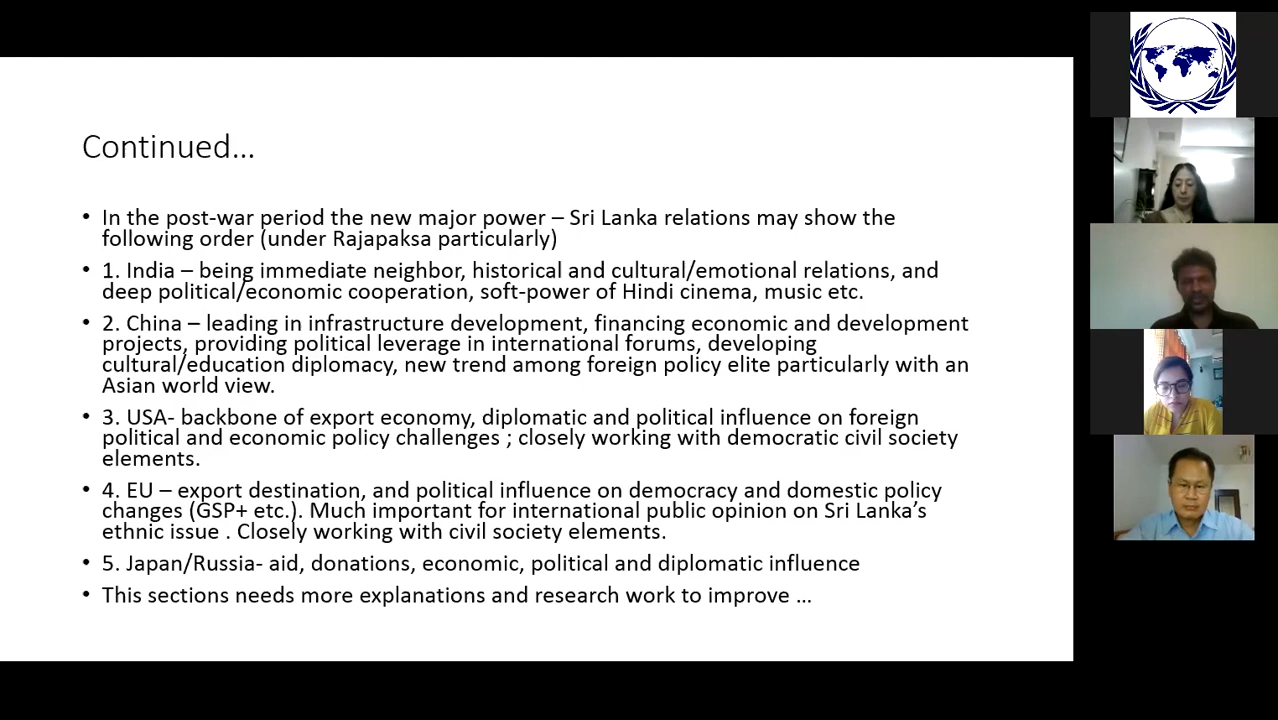 Continued…
• In the post-war period the new major power – Sri Lanka relations may show the
following order (under Rajapaksa particularly)
• 1. India – being immediate neighbor, historical and cultural/emotional relations, and
deep political/economic cooperation, soft-power of Hindi cinema, music etc.
• 2. China – leading in infrastructure development, financing economic and development
projects, providing political leverage in international forums, developing
cultural/education diplomacy, new trend among foreign policy elite particularly with an
Asian world view.
• 3. USA- backbone of export economy, diplomatic and political influence on foreign
political and economic policy challenges ; closely working with democratic civil society
elements.
• 4. EU – export destination, and political influence on democracy and domestic policy
changes (GSP+ etc.). Much important for international public opinion on Sri Lanka’s
ethnic issue . Closely working with civil society elements.
• 5. Japan/Russia- aid, donations, economic, political and diplomatic influence
• This sections needs more explanations and research work to improve …